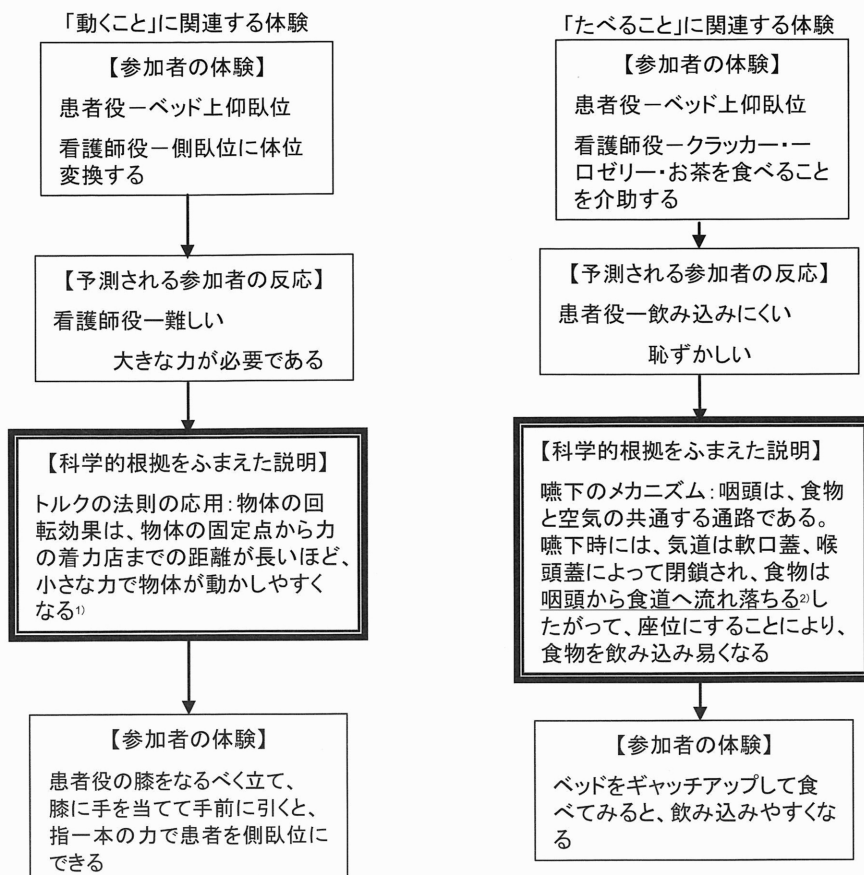 「動くこと」に関連する体験
【参加者の体験】
患者役－ベッド上仰臥位
看護師役－側臥位に体位
変換する
【予測される参加者の反応】
看護師役－難しい
大きな力が必要である
【科学的根拠をふまえた説明】
トルクの法則の応用：物体の回
転効果は、物体の固定点から力
の着力店までの距離が長いほど、
小さな力で物体が動かしやすく
なる1)
【参加者の体験】
患者役の膝をなるべく立て、
膝に手を当てて手前に引くと、
指一本の力で患者を側臥位に
できる
「たべること」に関連する体験
【参加者の体験】
患者役－ベッド上仰臥位
看護師役－クラッカー・一
口ゼリー・お茶を食べること
を介助する
【予測される参加者の反応】
患者役－飲み込みにくい
恥ずかしい
【科学的根拠をふまえた説明】
嚥下のメカニズム：咽頭は、食物
と空気の共通する通路である。
嚥下時には、気道は軟口蓋、喉
頭蓋によって閉鎖され、食物は
咽頭から食道へ流れ落ちる2)し
たがって、座位にすることにより、
食物を飲み込み易くなる
【参加者の体験】
ベッドをギャッチアップして食
べてみると、飲み込みやすくな
る